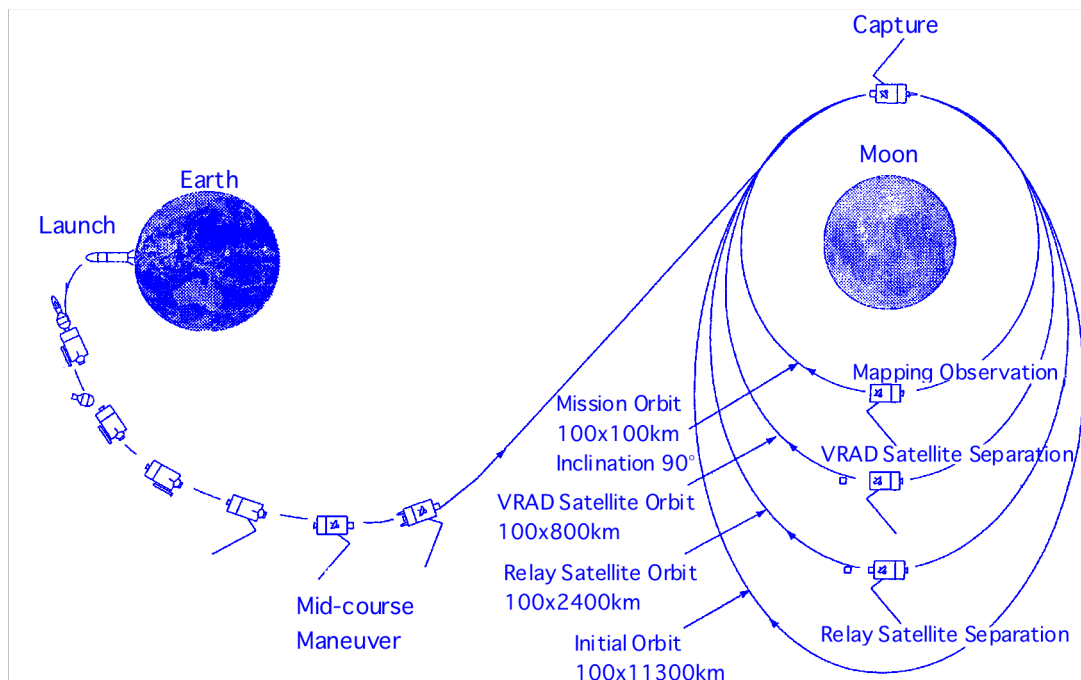 Capture
Moon
Earth
Launch
Mapping Observation
Mission Orbit
100x100km
Inclination 90°
VRAD Satellite Separation
VRAD Satellite Orbit
100x800km
Relay Satellite Orbit
100x2400km
Mid-course
Maneuver
Relay Satellite Separation
Initial Orbit
100x11300km